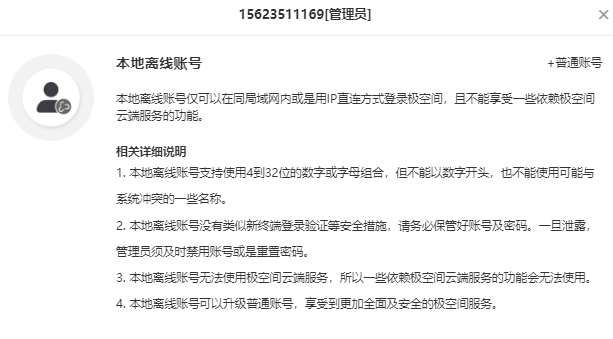 15623511169[管理员]
本地离线账号
+普通账号
本地离线账号仅可以在同局域网内或是用IP直连方式登录极空间，且不能享受一些依赖极空间
云端服务的功能。
相关详细说明
1. 本地离线账号支持使用4到32位的数字或字母组合，但不能以数字开头，也不能使用可能与
系统冲突的一些名称。
2. 本地离线账号没有类似新终端登录验证等安全措施，请务必保管好账号及密码。一旦泄露，
管理员须及时禁用账号或是重置密码。
3. 本地离线账号无法使用极空间云端服务，所以一些依赖极空间云端服务的功能会无法使用。
4. 本地离线账号可以升级普通账号，享受到更加全面及安全的极空间服务。